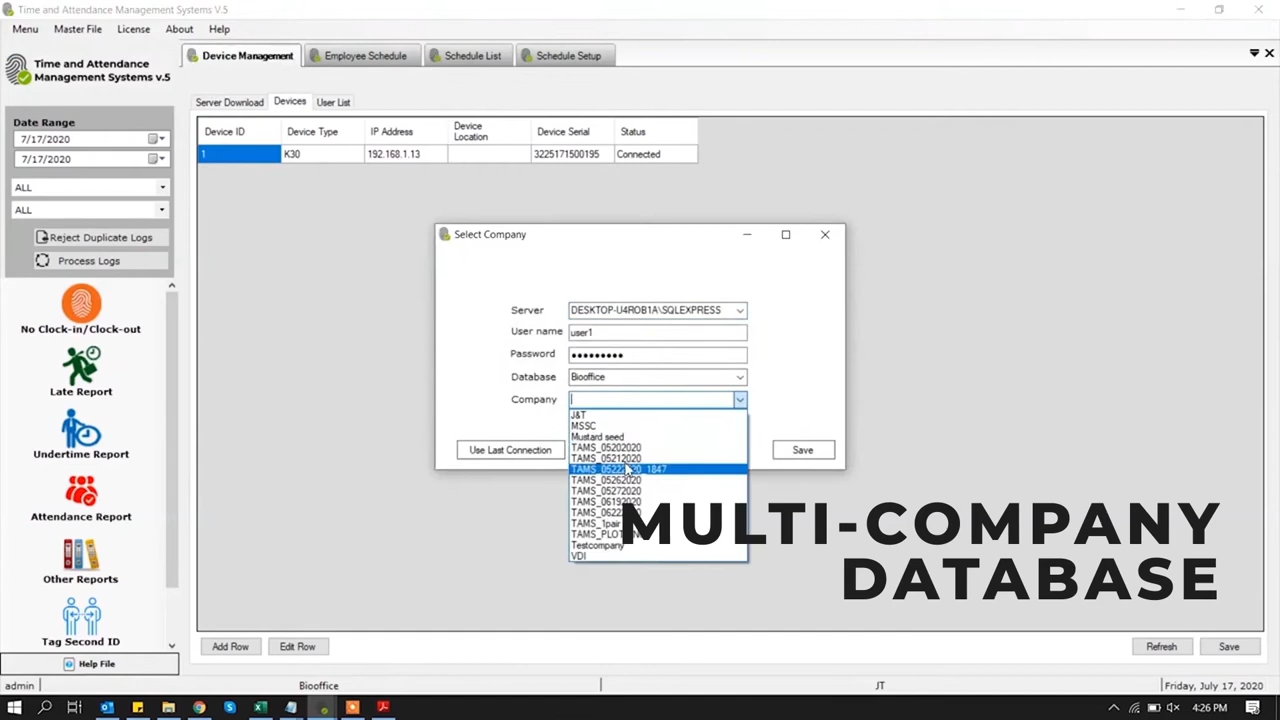 Time and Attendance Management Systems V.5
Menu Master File License About Help
Time and Attendance
Management Systems v.5
Device Management Employee Schedule Schedule List Schedule Setup
Server Download Devices User List
Date Range
7/17/2020
7/17/2020
ALL
ALL
Reject Duplicate Logs
Process Logs
No Clock-in/Clock-out
Late Report
Undertime Report
Attendance Report
Other Reports
Tag Second ID
Help File
Device ID Device Type IP Address Device Location Device Serial Status
1 K30 192.168.1.13 3225171500195 Connected
Select Company
Server DESKTOP-U4ROB1A\SQLEXPRESS
User name user1
Password
Database Biooffice
Company
J&T
MSSC
Mustard seed
TAMS_05202020
TAMS_05212020
TAMS_05222020_1847
TAMS_05262020
TAMS_05272020
TAMS_06192020
TAMS_1pair
Testcompany
VDI
Use Last Connection Save
MULTI-COMPANY
DATABASE
Add Row Edit Row Refresh Save
admin Biooffice JT Friday, July 17, 2020
4:26 PM